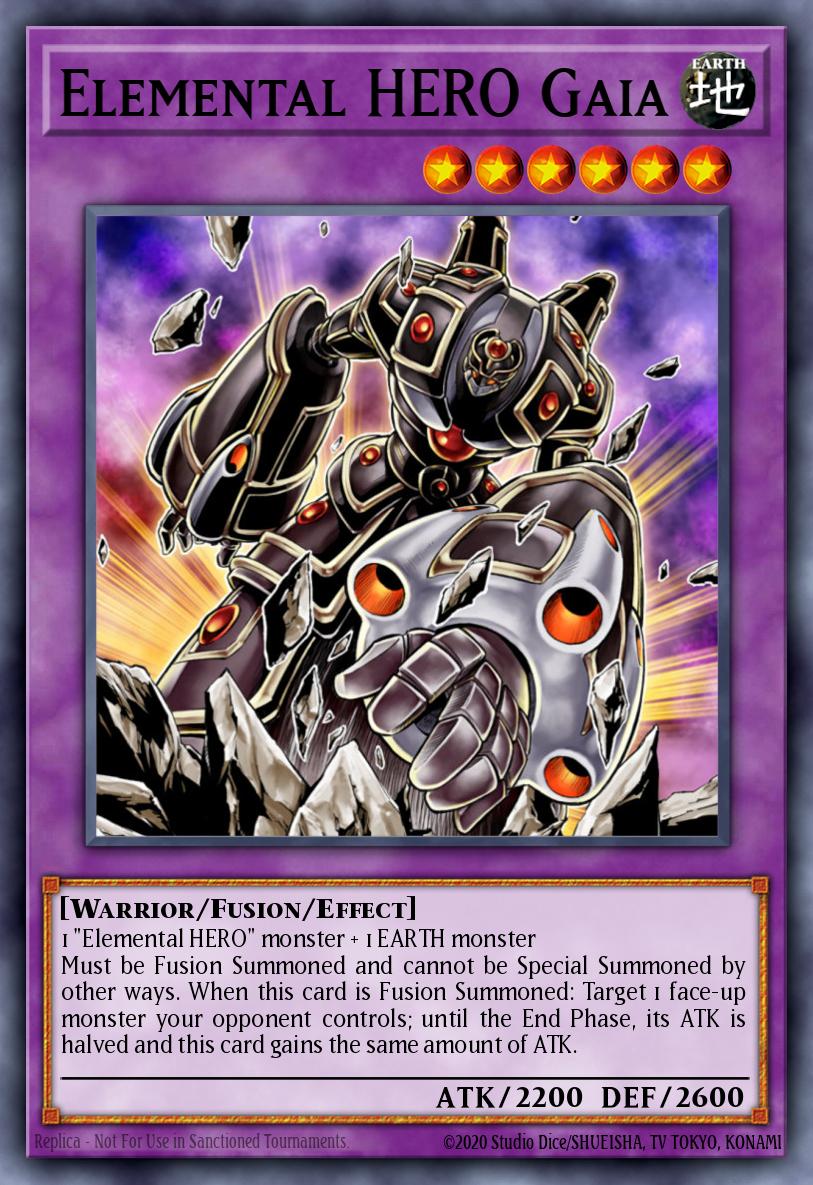 Elemental HERO Gaia
EARTH
地
[Warrior/Fusion/Effect]
1 "Elemental HERO" monster + 1 EARTH monster
Must be Fusion Summoned and cannot be Special Summoned by
other ways. When this card is Fusion Summoned: Target 1 face-up
monster your opponent controls; until the End Phase, its ATK is
halved and this card gains the same amount of ATK.
ATK/2200 DEF/2600
Replica - Not For Use in Sanctioned Tournaments.
©2020 Studio Dice/SHUEISHA, TV TOKYO, KONAMI